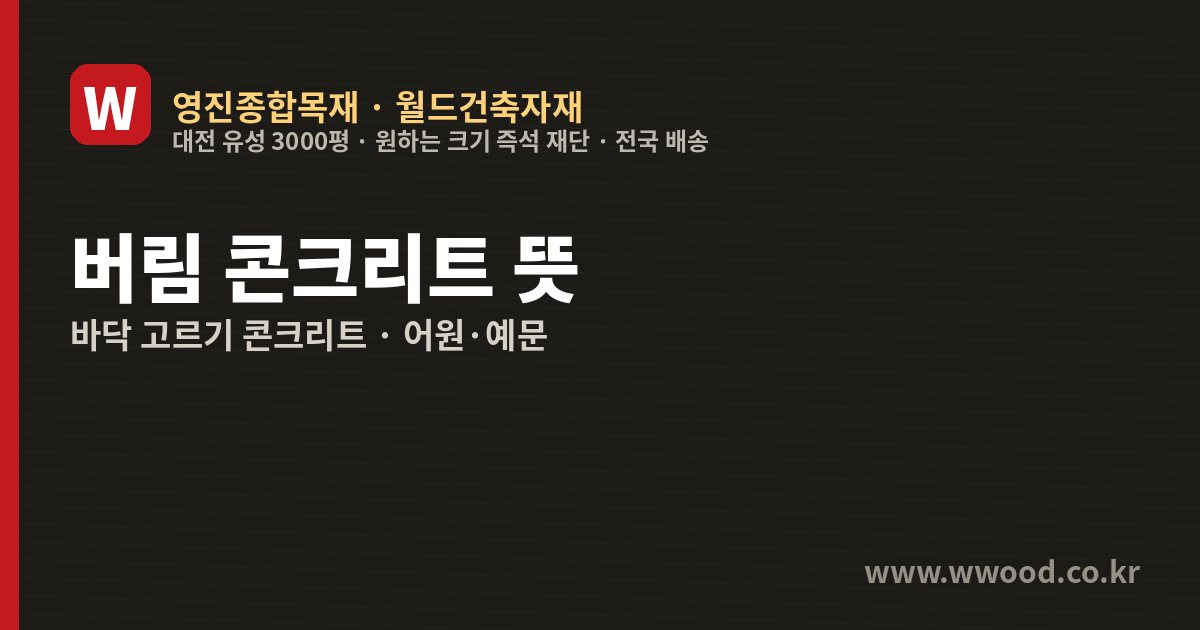 W
영진종합목재 · 월드건축자재
대전 유성 3000평 · 원하는 크기 즉석 재단 · 전국 배송
버림 콘크리트 뜻
바닥 고르기 콘크리트 · 어원·예문
www.wwood.co.kr